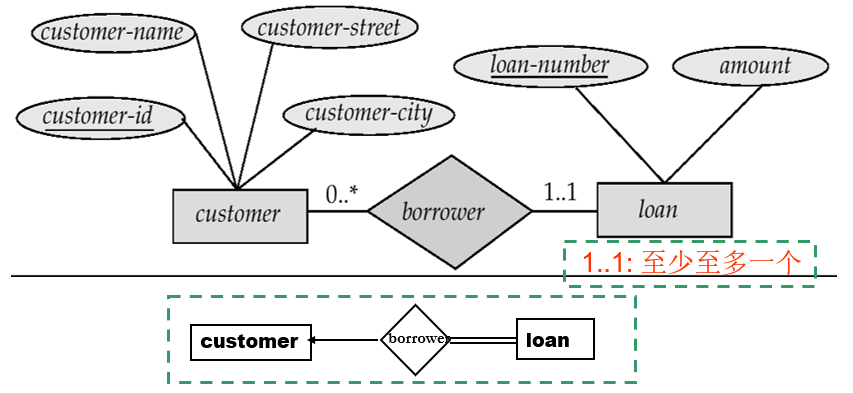 customer-name
customer-street
loan-number
amount
customer-id
customer-city
customer
0..*
borrower
1..1
loan
1..1: 至少至多一个
customer
borrower
loan